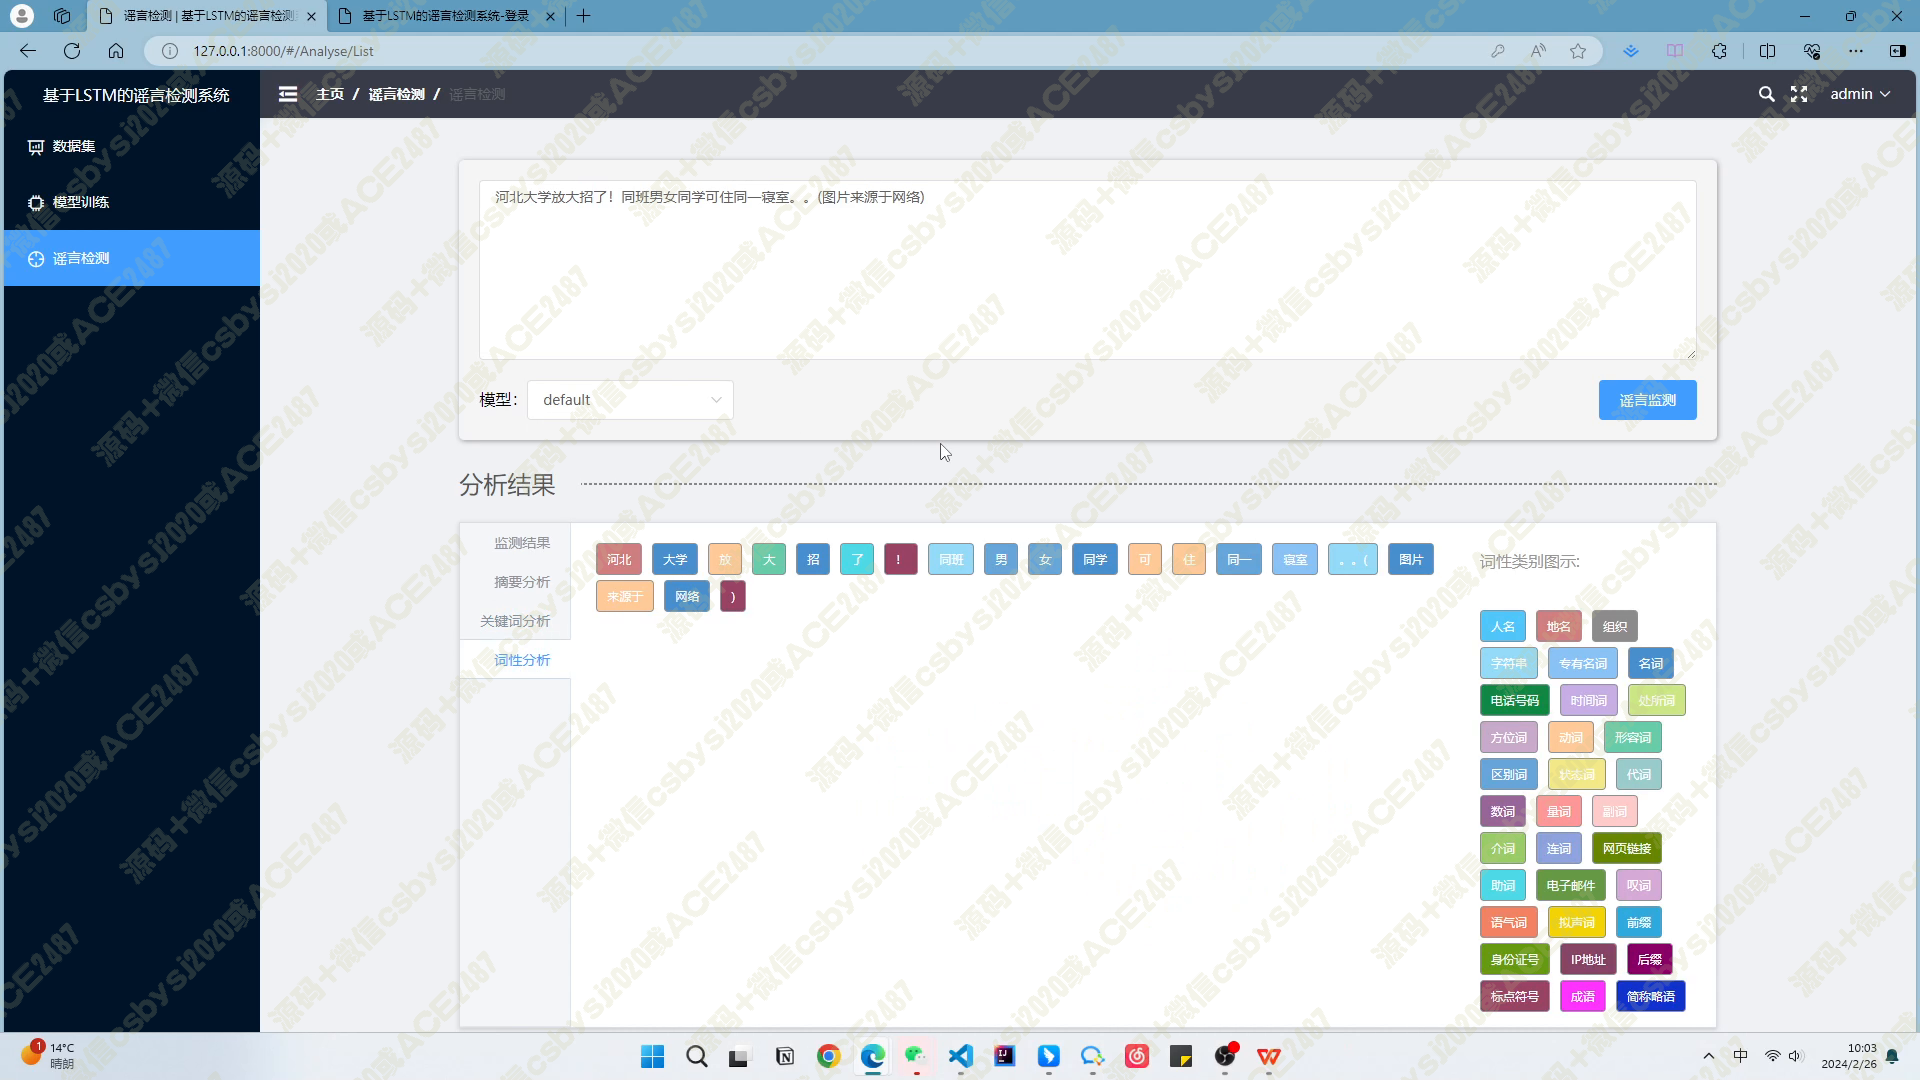 谣言检测 | 基于LSTM的谣言检测
基于LSTM的谣言检测系统-登录
127.0.0.1:8000/#/Analyse/List
基于LSTM的谣言检测系统
主页 / 谣言检测 / 谣言检测
admin
数据集
模型训练
谣言检测
河北大学放大招了！同班男女同学可住同一寝室。。(图片来源于网络)
模型：
default
谣言监测
分析结果
监测结果
摘要分析
关键词分析
词性分析
河北 大学 放 大 招 了 ！ 同班 男 女 同学 可 住 同一 寝室 。。( 图片
来源于 网络 )
词性类别图示:
人名 地名 组织
字符串 专有名词 名词
电话号码 时间词 处所词
方位词 动词 形容词
区别词 状态词 代词
数词 量词 副词
介词 连词 网页链接
助词 电子邮件 叹词
语气词 拟声词 前缀
身份证号 IP地址 后缀
标点符号 成语 简称略语
源码+微信csbysj2020或ACE2487
1
14°C
晴朗
中
10:03
2024/2/26